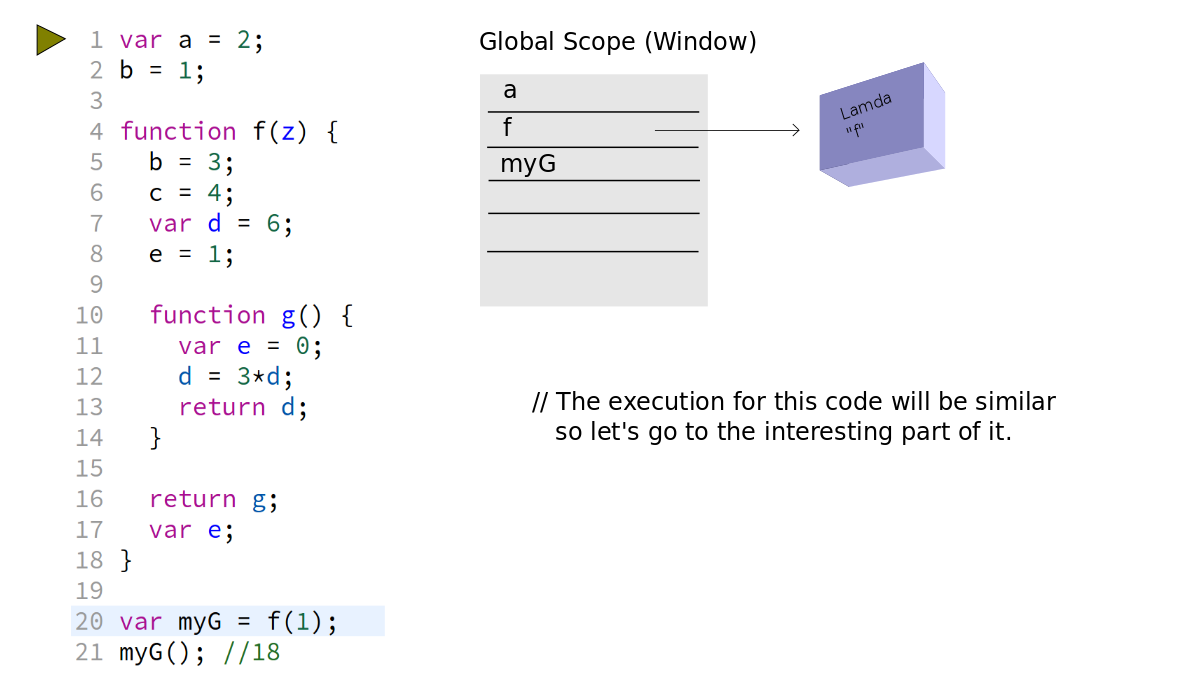 1 var a = 2;
2 b = 1;
3
4 function f(z) {
5   b = 3;
6   c = 4;
7   var d = 6;
8   e = 1;
9
10   function g() {
11     var e = 0;
12     d = 3*d;
13     return d;
14   }
15
16   return g;
17   var e;
18 }
19
20 var myG = f(1);
21 myG(); //18
Global Scope (Window)
a
f
myG
Lamda
"f"
// The execution for this code will be similar
so let's go to the interesting part of it.